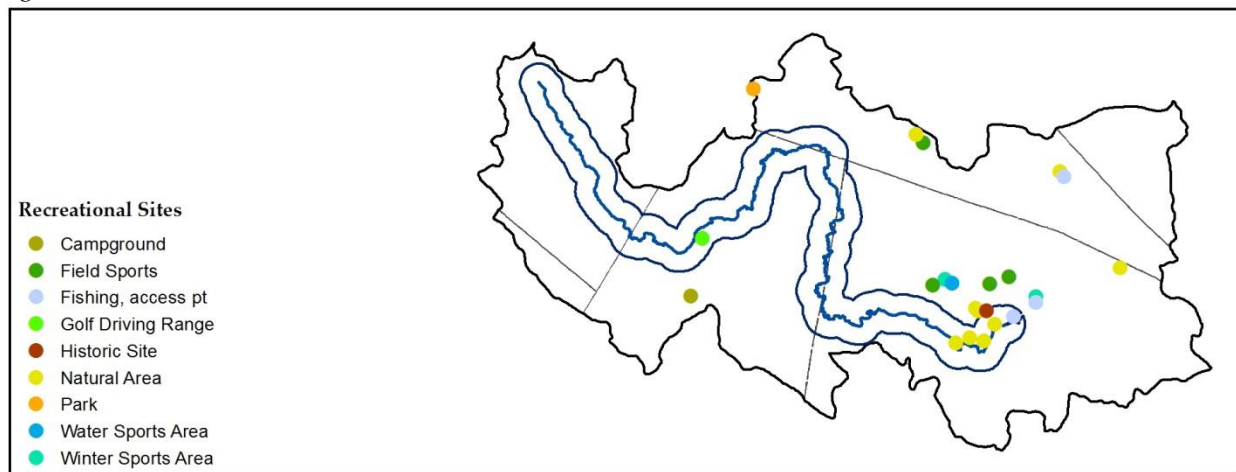 Recreational Sites
Campground
Field Sports
Fishing, access pt
Golf Driving Range
Historic Site
Natural Area
Park
Water Sports Area
Winter Sports Area